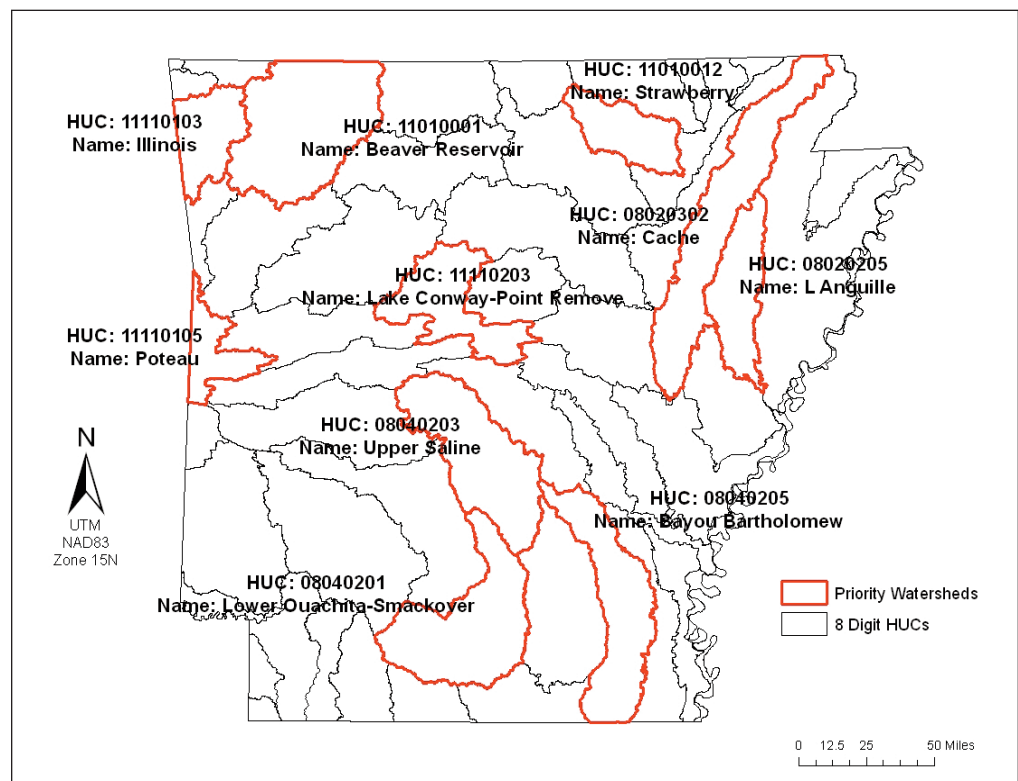 HUC: 11010012
Name: Strawberry
HUC: 11110103
Name: Illinois
HUC: 11010001
Name: Beaver Reservoir
HUC: 08020302
Name: Cache
HUC: 08020205
Name: L Anguille
HUC: 11110203
Name: Lake Conway-Point Remove
HUC: 11110105
Name: Poteau
HUC: 08040203
Name: Upper Saline
N
UTM
NAD83
Zone 15N
HUC: 08040205
Name: Bayou Bartholomew
HUC: 08040201
Name: Lower Ouachita-Smackover
Priority Watersheds
8 Digit HUCs
0 12.5 25 50 Miles